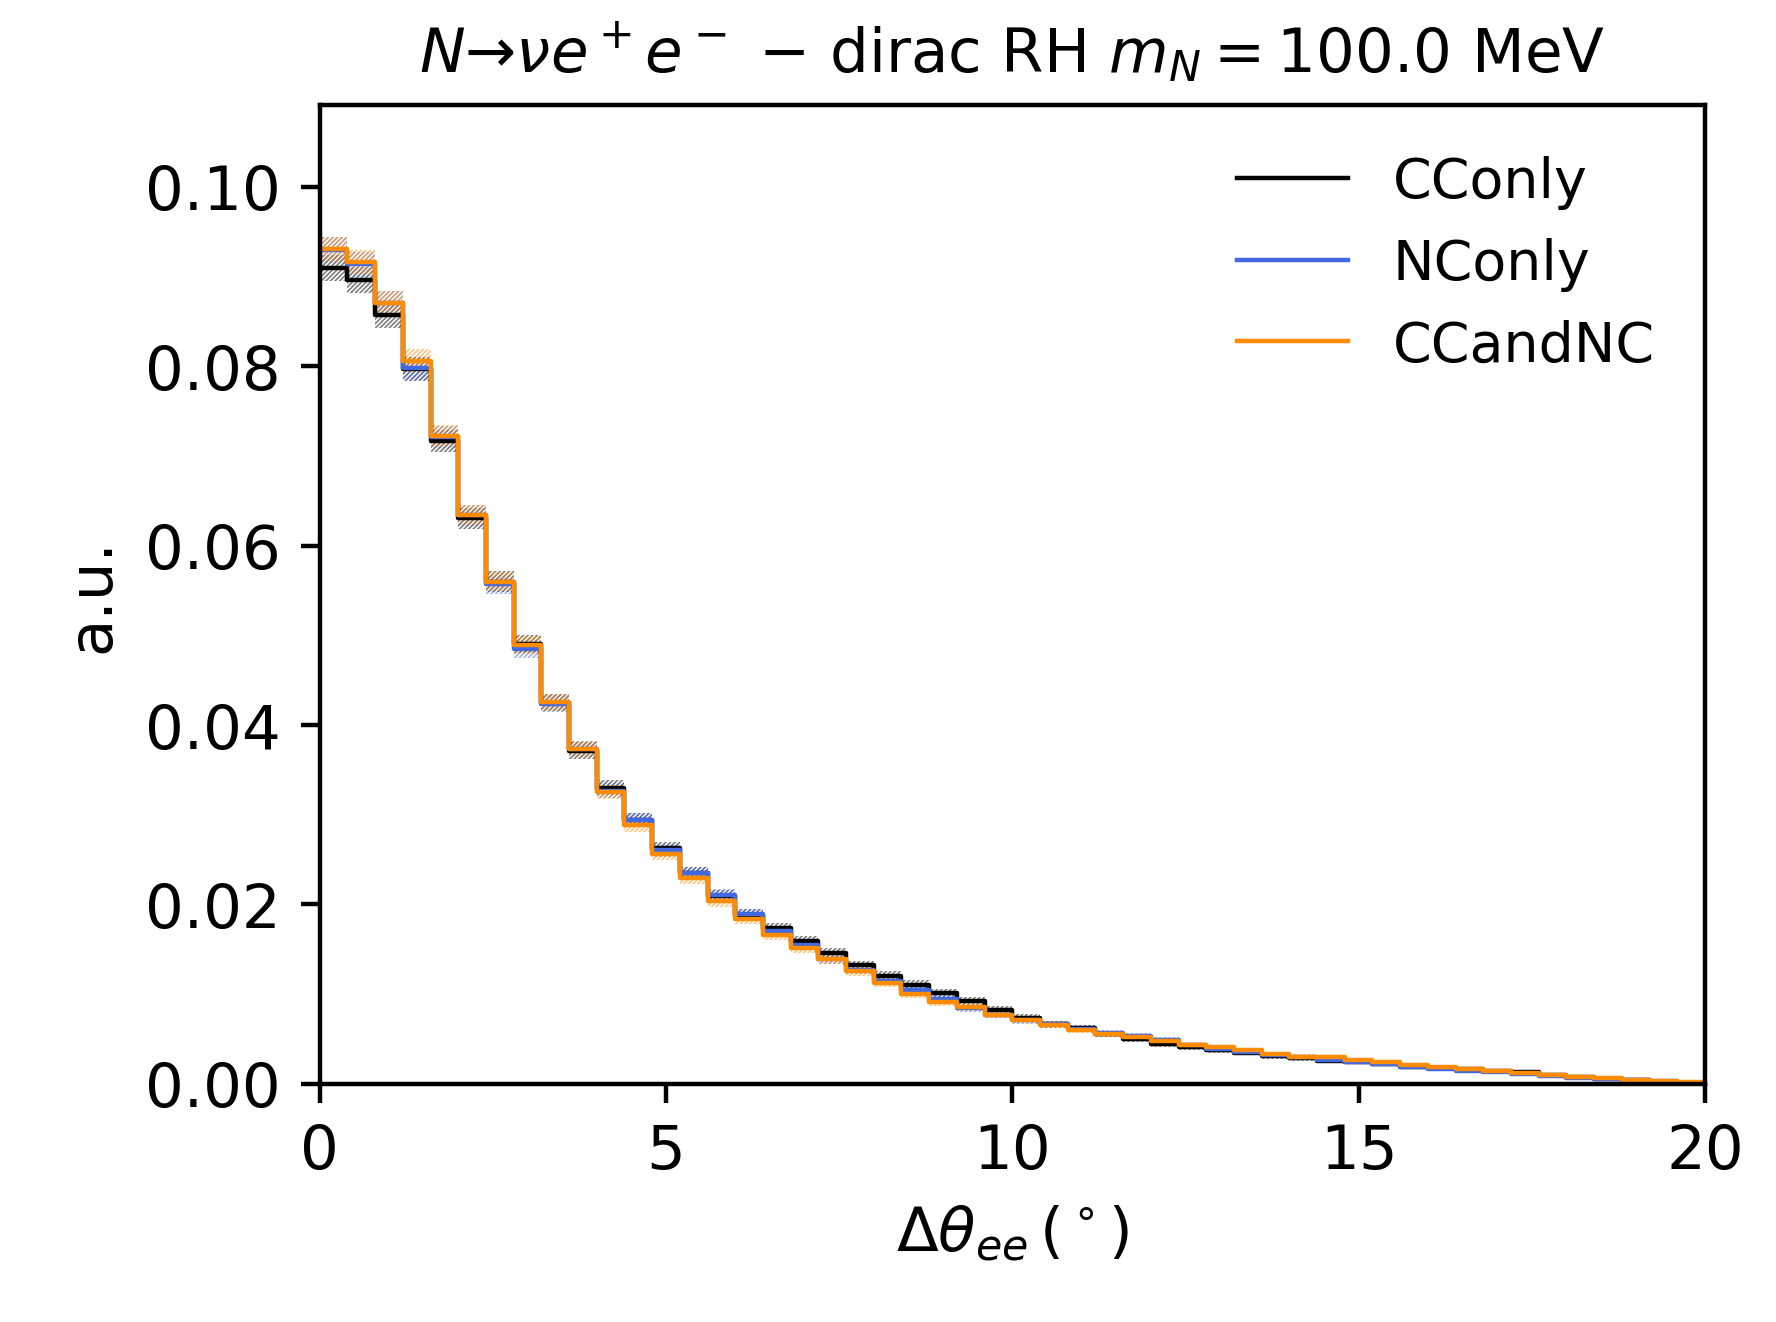 N→νe⁺e⁻ − dirac RH m_N = 100.0 MeV
CConly
NConly
CCandNC
0.10
0.08
0.06
0.04
0.02
0.00
a.u.
0 5 10 15 20
Δθ_ee (°)